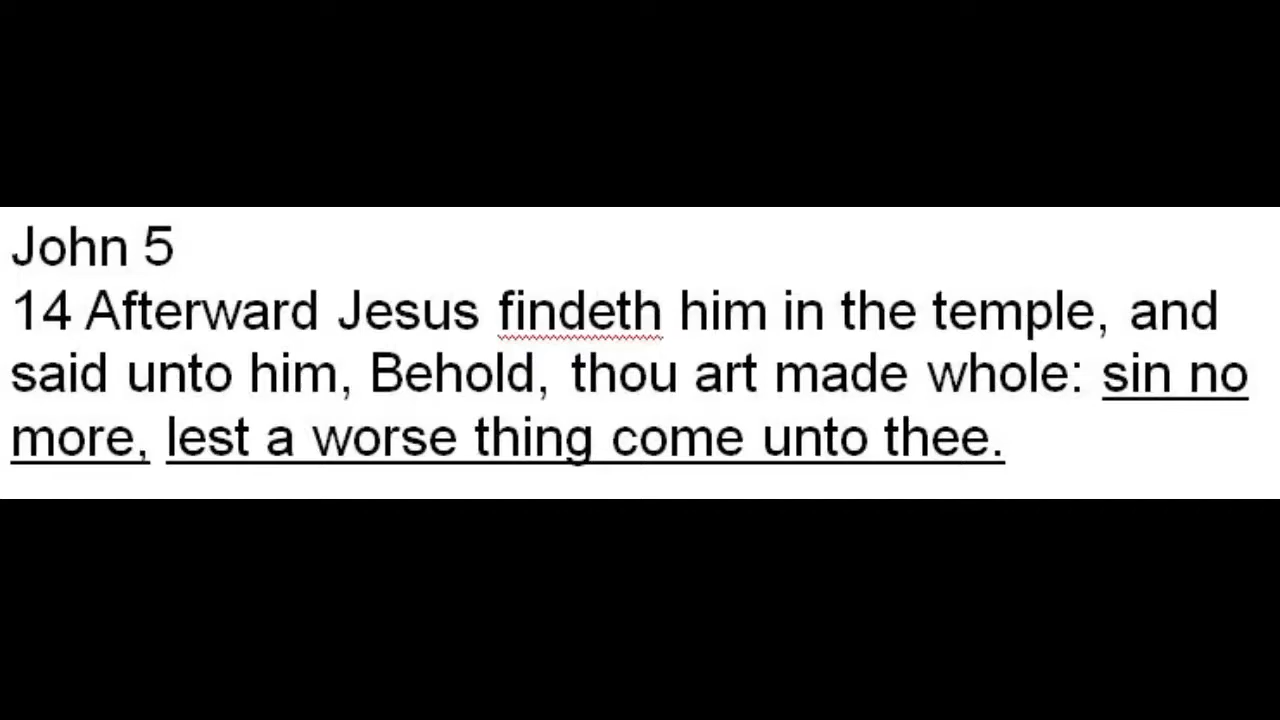 John 5
14 Afterward Jesus findeth him in the temple, and
said unto him, Behold, thou art made whole: sin no
more, lest a worse thing come unto thee.